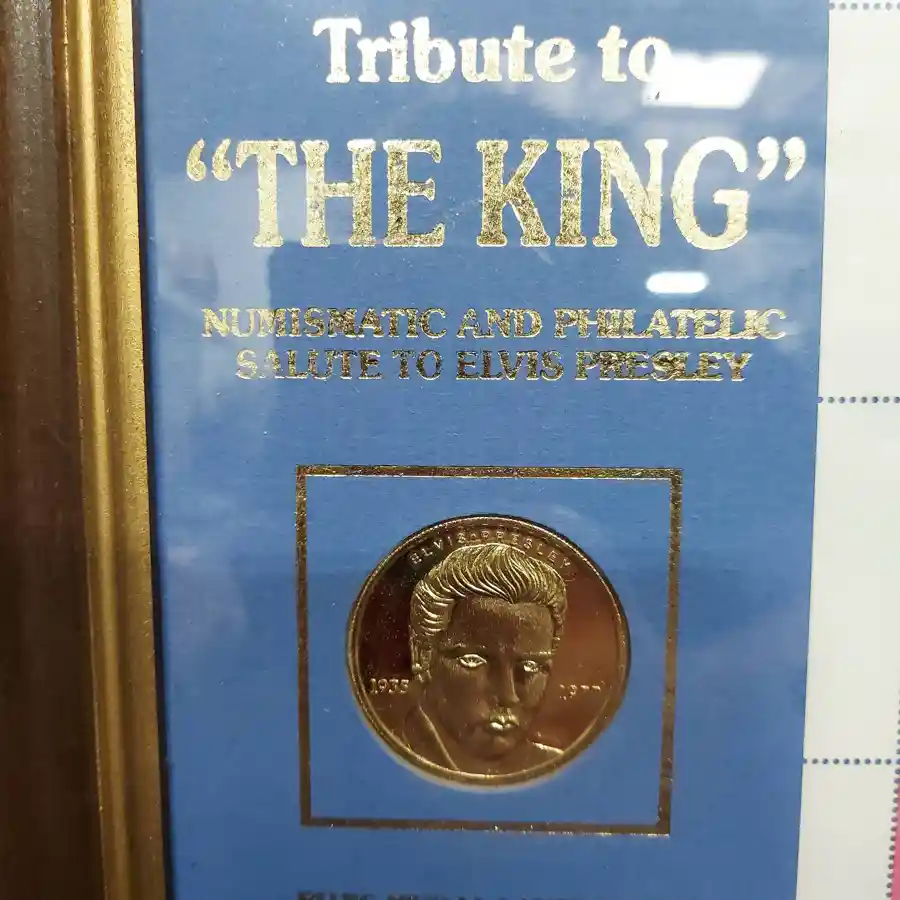 Tribute to
“THE KING”
NUMISMATIC AND PHILATELIC
SALUTE TO ELVIS PRESLEY
ELVIS PRESLEY
1935